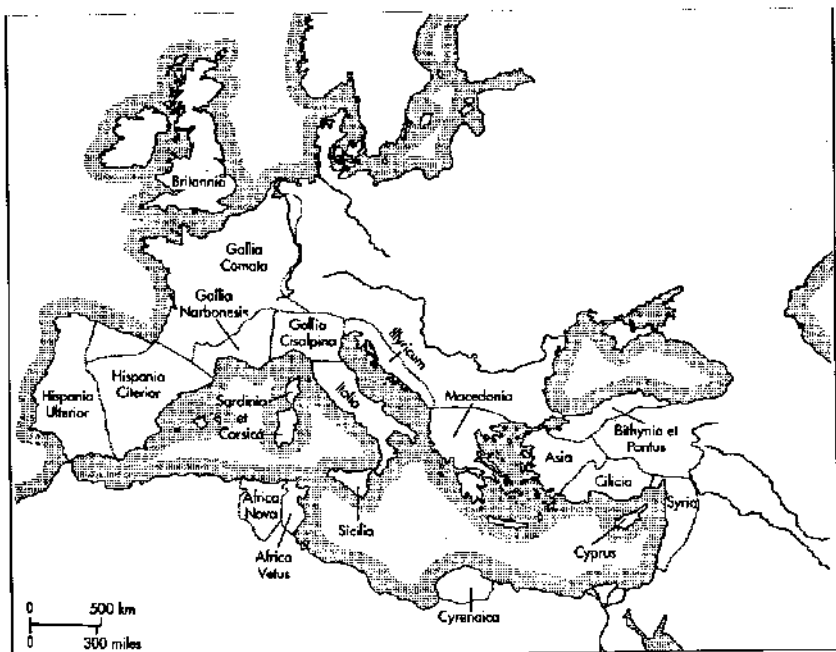 Britannia
Gallia
Comata
Gallia
Narbonesis
Gallia
Cisalpina
Illyricum
Hispania
Ulterior
Hispania
Citerior
Sardinia
et
Corsica
Italia
Macedonia
Bithynia et
Pontus
Asia
Cilicia
Syria
Africa
Nova
Africa
Vetus
Sicilia
Cyprus
Cyrenaica
0 500 km
0 300 miles